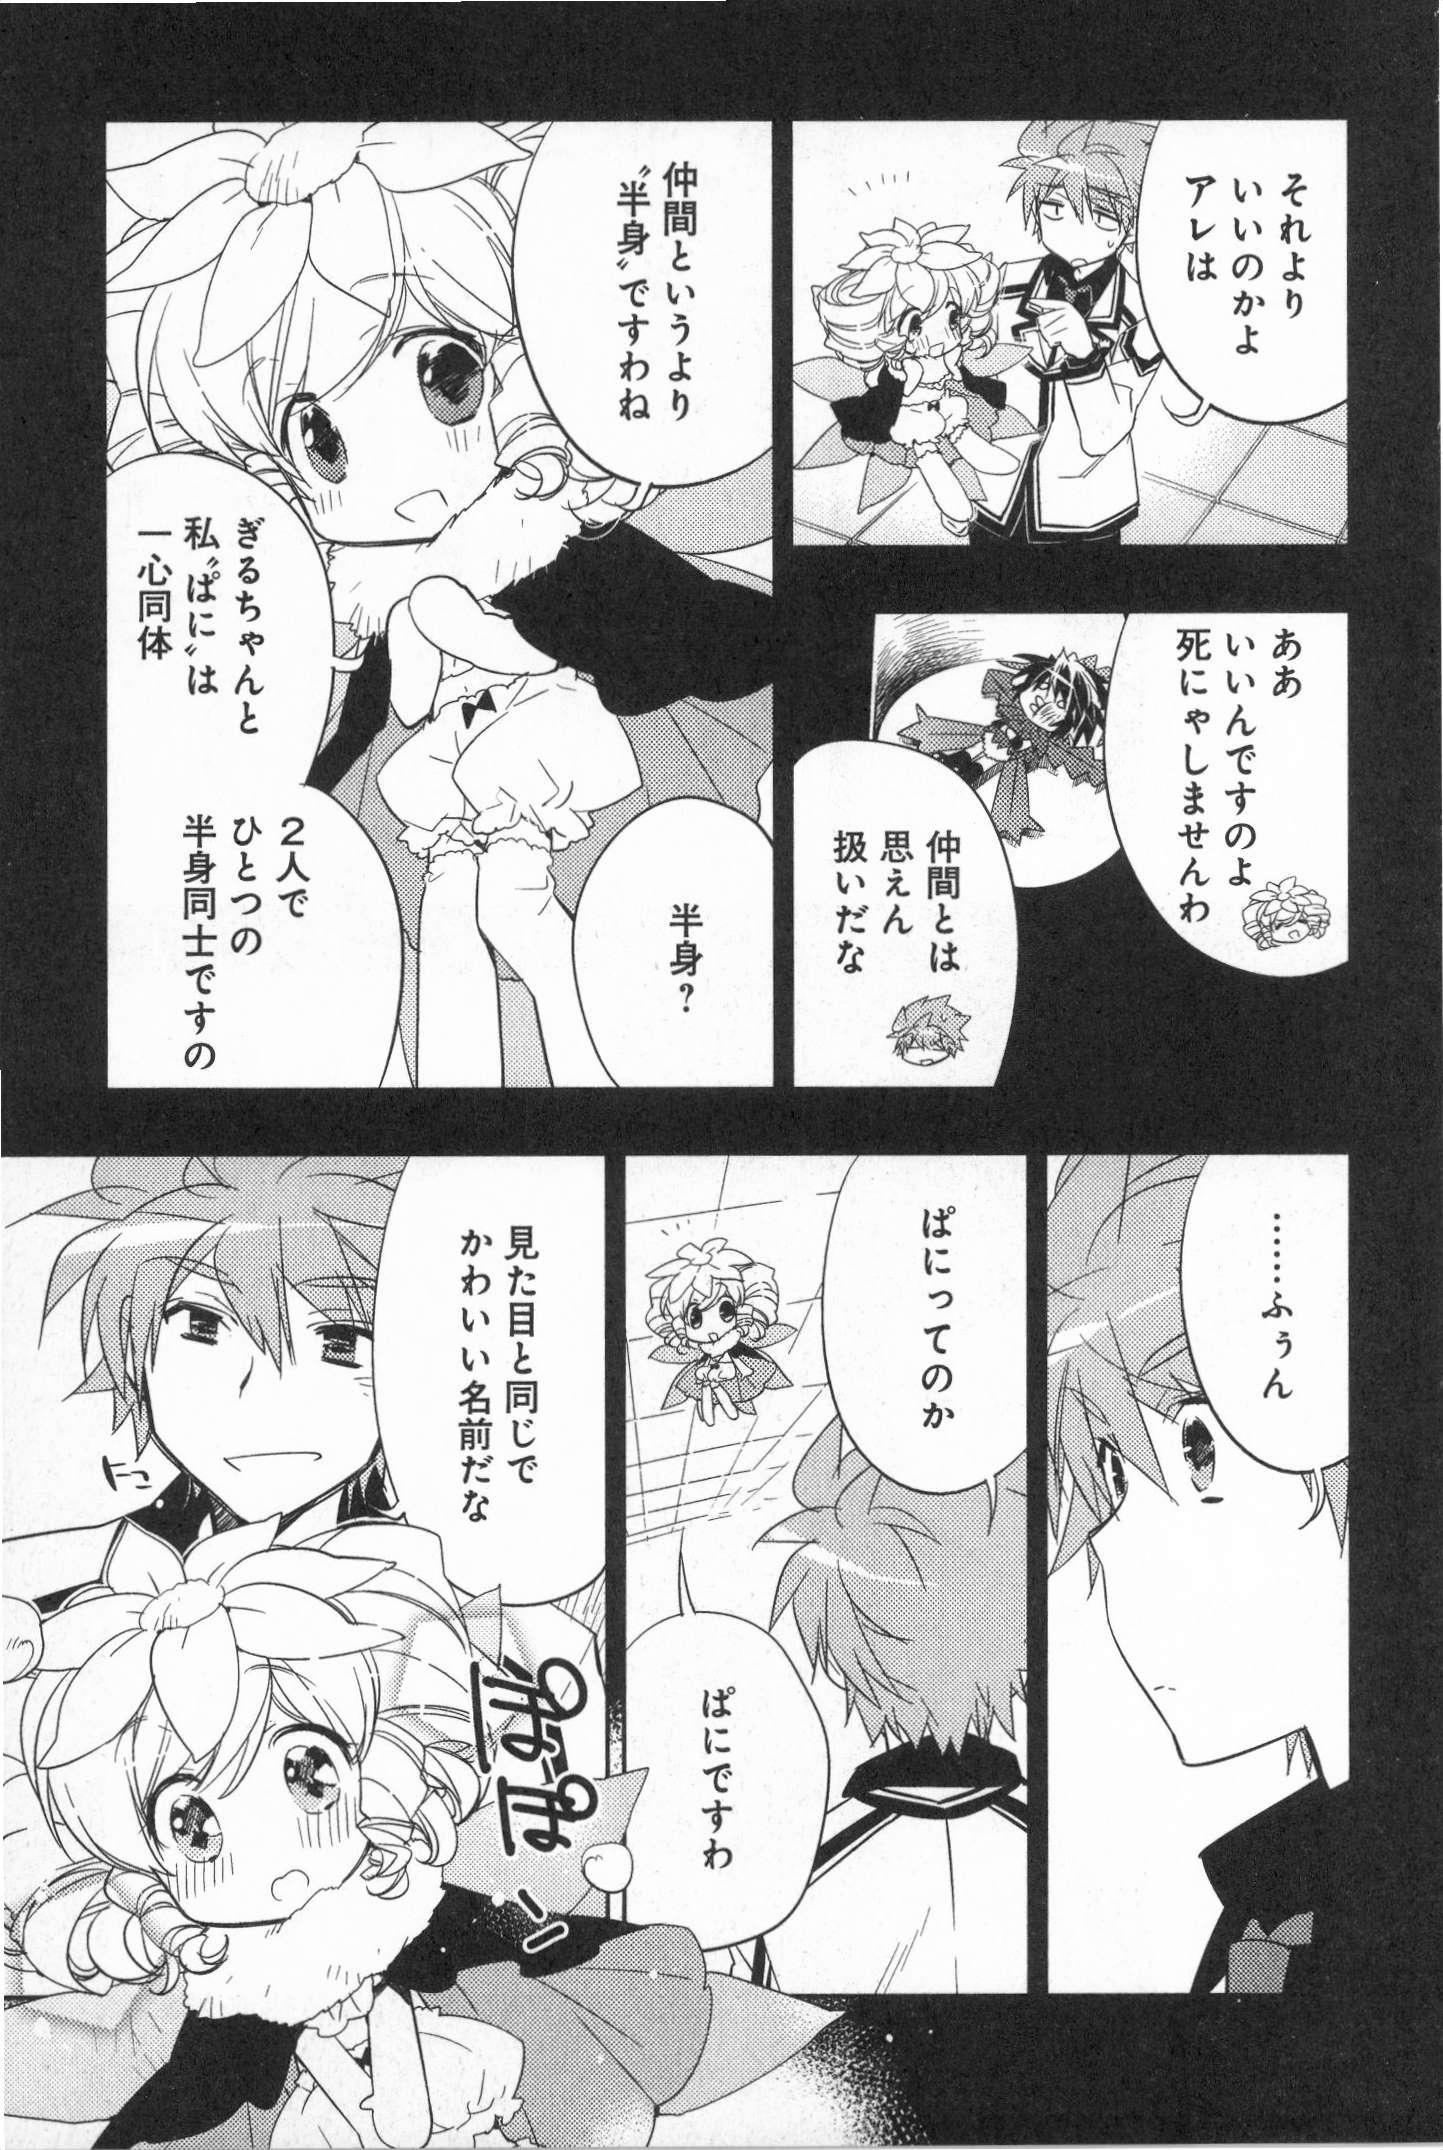 それより
いいのかよ
アレは
ああ
いいんですのよ
死にゃしませんわ
仲間とは
思えん
扱いだな
仲間というより
〝半身〟ですわね
半身？
ぎるちゃんと
私〝ぱに〟は
一心同体
２人で
ひとつの
半身同士ですの
……ふぅん
ぱにってのか
ぱにですわ
見た目と同じで
かわいい名前だな
ﾄｺ
ぱぱーっ